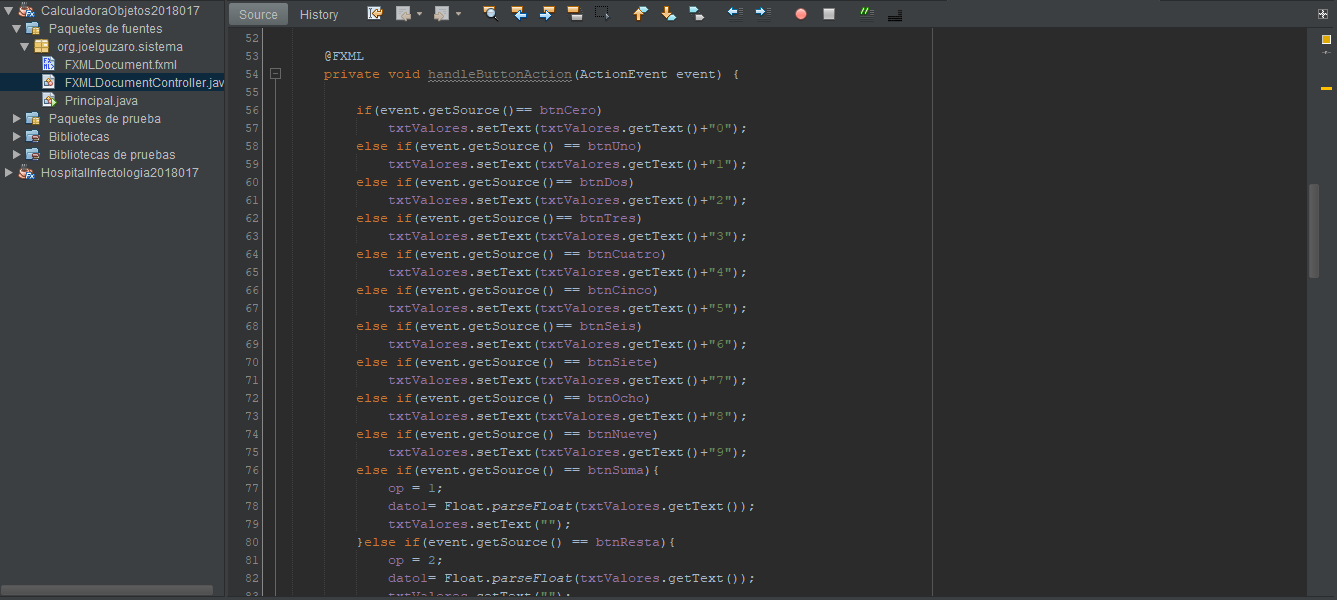 CalculadoraObjetos2018017
Paquetes de fuentes
org.joelguzaro.sistema
FXMLDocument.fxml
FXMLDocumentController.jav
Principal.java
Paquetes de prueba
Bibliotecas
Bibliotecas de pruebas
HospitalInfectologia2018017
Source History
52
53 @FXML
54 private void handleButtonAction(ActionEvent event) {
55
56 if(event.getSource()== btnCero)
57 txtValores.setText(txtValores.getText()+"0");
58 else if(event.getSource() == btnUno)
59 txtValores.setText(txtValores.getText()+"1");
60 else if(event.getSource()== btnDos)
61 txtValores.setText(txtValores.getText()+"2");
62 else if(event.getSource()== btnTres)
63 txtValores.setText(txtValores.getText()+"3");
64 else if(event.getSource() == btnCuatro)
65 txtValores.setText(txtValores.getText()+"4");
66 else if(event.getSource() == btnCinco)
67 txtValores.setText(txtValores.getText()+"5");
68 else if(event.getSource()== btnSeis)
69 txtValores.setText(txtValores.getText()+"6");
70 else if(event.getSource() == btnSiete)
71 txtValores.setText(txtValores.getText()+"7");
72 else if(event.getSource() == btnOcho)
73 txtValores.setText(txtValores.getText()+"8");
74 else if(event.getSource() == btnNueve)
75 txtValores.setText(txtValores.getText()+"9");
76 else if(event.getSource() == btnSuma){
77 op = 1;
78 dato1= Float.parseFloat(txtValores.getText());
79 txtValores.setText("");
80 }else if(event.getSource() == btnResta){
81 op = 2;
82 dato1= Float.parseFloat(txtValores.getText());
83 txtValores.setText("");